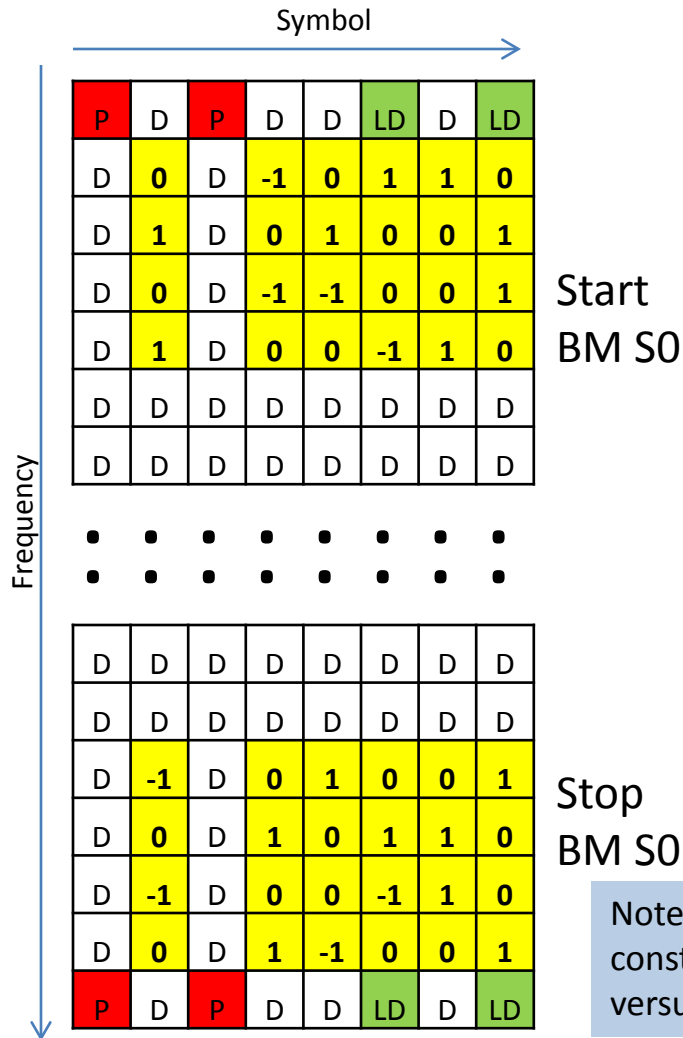 Symbol
Frequency
P D P D D LD D LD
D 0 D -1 0 1 1 0
D 1 D 0 1 0 0 1
D 0 D -1 -1 0 0 1
D 1 D 0 0 -1 1 0
D D D D D D D D
D D D D D D D D
Start
BM S0
D D D D D D D D
D D D D D D D D
D -1 D 0 1 0 0 1
D 0 D 1 0 1 1 0
D -1 D 0 0 -1 1 0
D 0 D 1 -1 0 0 1
P D P D D LD D LD
Stop
BM S0
Note
const
versu